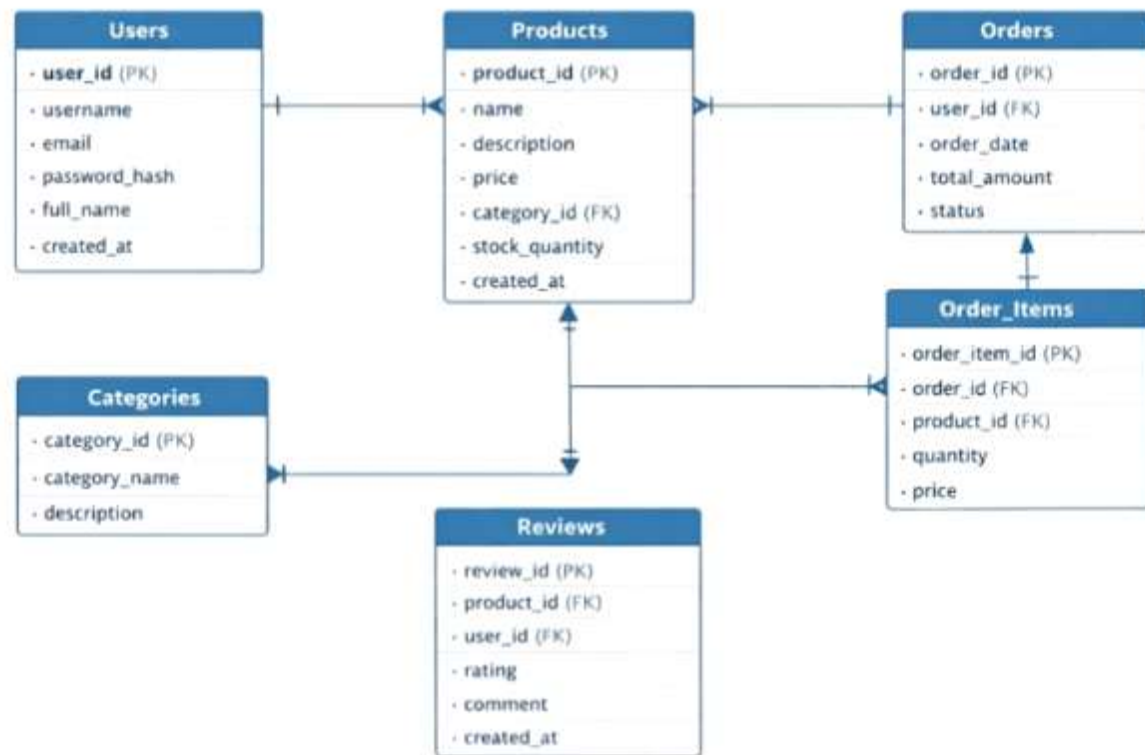 Users
- user_id (PK)
- username
- email
- password_hash
- full_name
- created_at
Products
- product_id (PK)
- name
- description
- price
- category_id (FK)
- stock_quantity
- created_at
Orders
- order_id (PK)
- user_id (FK)
- order_date
- total_amount
- status
Order_Items
- order_item_id (PK)
- order_id (FK)
- product_id (FK)
- quantity
- price
Categories
- category_id (PK)
- category_name
- description
Reviews
- review_id (PK)
- product_id (FK)
- user_id (FK)
- rating
- comment
- created_at